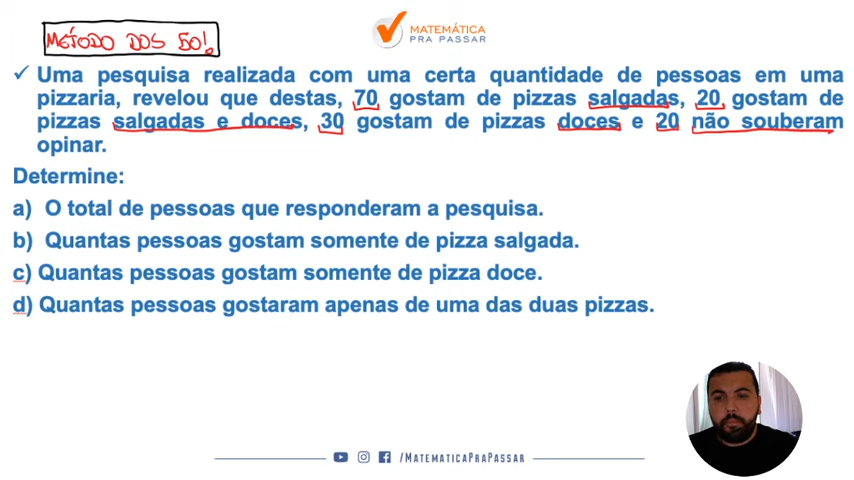 MÉTODO DOS 50!
MATEMÁTICA
PRA PASSAR
✓ Uma pesquisa realizada com uma certa quantidade de pessoas em uma
pizzaria, revelou que destas, 70 gostam de pizzas salgadas, 20 gostam de
pizzas salgadas e doces, 30 gostam de pizzas doces e 20 não souberam
opinar.
Determine:
a) O total de pessoas que responderam a pesquisa.
b) Quantas pessoas gostam somente de pizza salgada.
c) Quantas pessoas gostam somente de pizza doce.
d) Quantas pessoas gostaram apenas de uma das duas pizzas.
/MATEMATICAPRAPASSAR